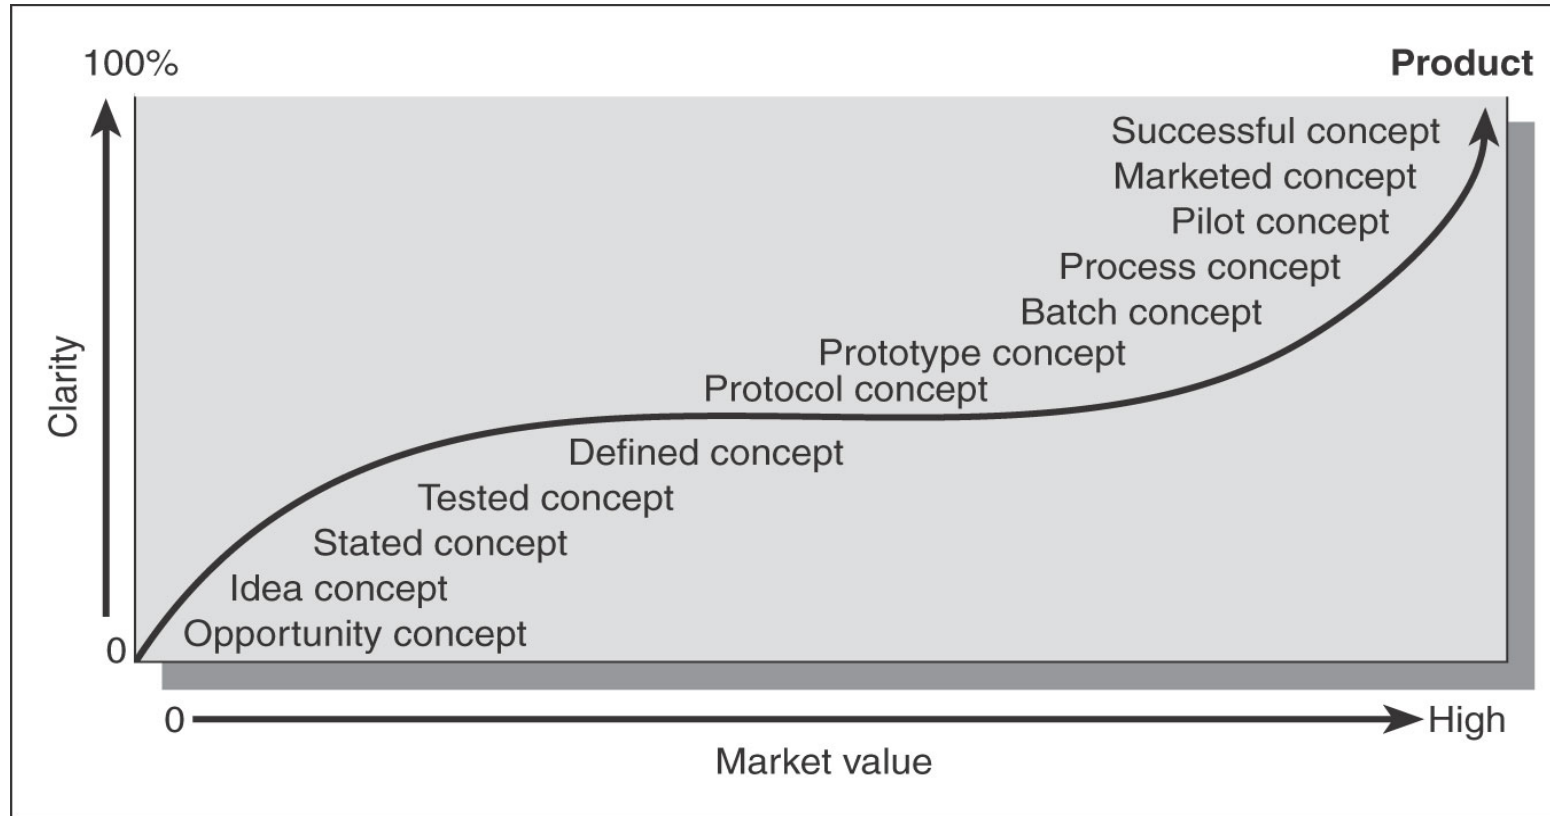 100%
Product
Successful concept
Marketed concept
Pilot concept
Process concept
Batch concept
Prototype concept
Protocol concept
Clarity
Defined concept
Tested concept
Stated concept
Idea concept
Opportunity concept
0
0
High
Market value